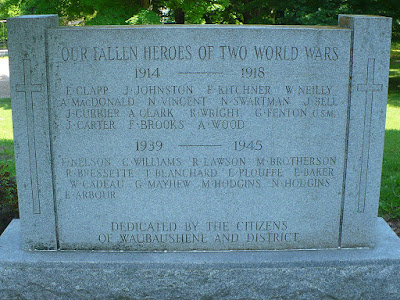 OUR FALLEN HEROES OF TWO WORLD WARS
1914 — 1918
F. CLAPP J. JOHNSTON F. KITCHNER W. NEILLY
A. MACDONALD N. VINCENT N. SWARTMAN J. BELL
J. CURRIER A. CLARK R. WRIGHT G. FENTON C.S.M.
J. CARTER F. BROOKS A. WOOD
1939 — 1945
F. NELSON C. WILLIAMS R. LAWSON M. BROTHERSON
R. BRESSETTE T. BLANCHARD E. PLOUFFE E. BAKER
W. CADEAU G. MAYHEW M. HODGINS N. HODGINS
E. ARBOUR
DEDICATED BY THE CITIZENS
OF WAUBAUSHENE AND DISTRICT